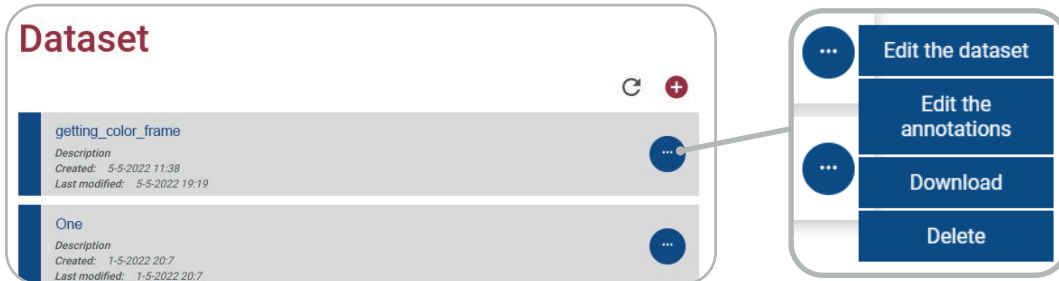 Dataset
getting_color_frame
Description
Created: 5-5-2022 11:38
Last modified: 5-5-2022 19:19
One
Description
Created: 1-5-2022 20:7
Last modified: 1-5-2022 20:7
Edit the dataset
Edit the
annotations
Download
Delete